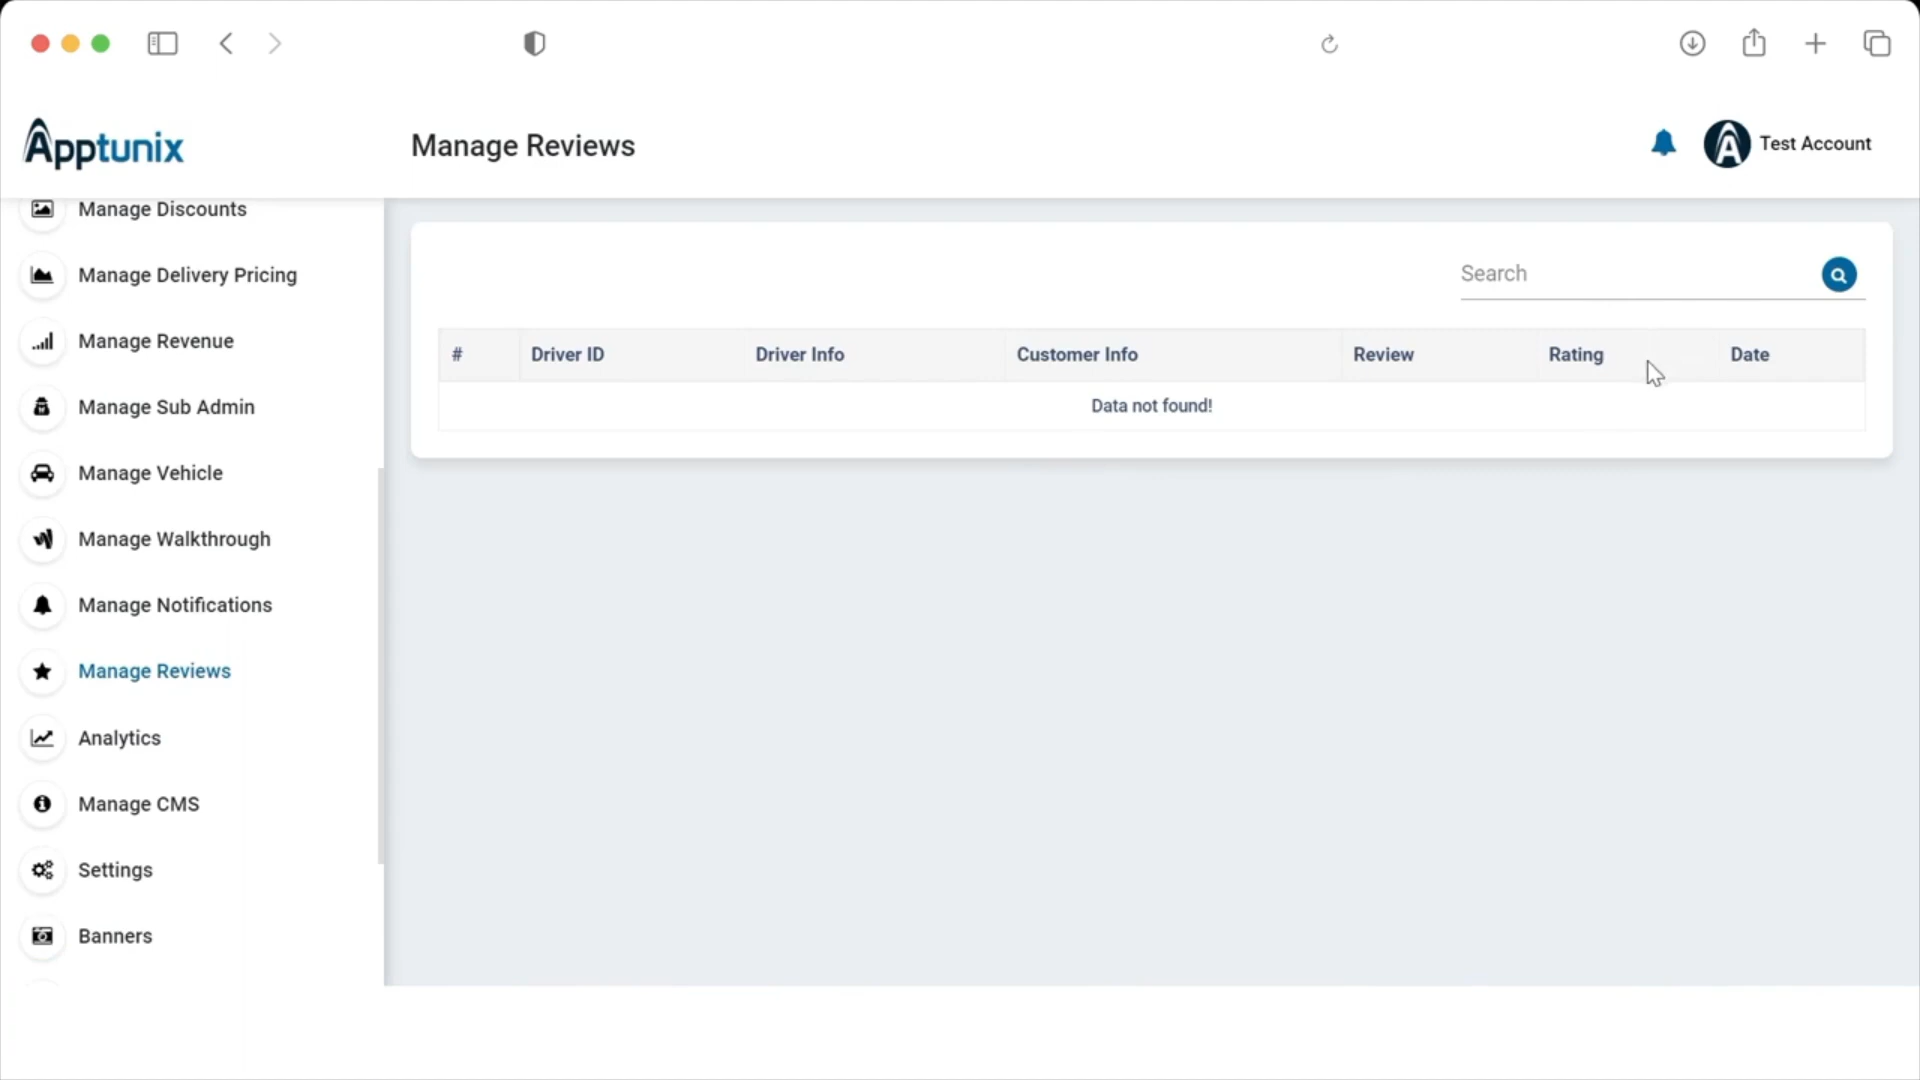 Apptunix
Manage Reviews
Test Account
Manage Discounts
Manage Delivery Pricing
Manage Revenue
Manage Sub Admin
Manage Vehicle
Manage Walkthrough
Manage Notifications
Manage Reviews
Analytics
Manage CMS
Settings
Banners
Search
# Driver ID Driver Info Customer Info Review Rating Date
Data not found!